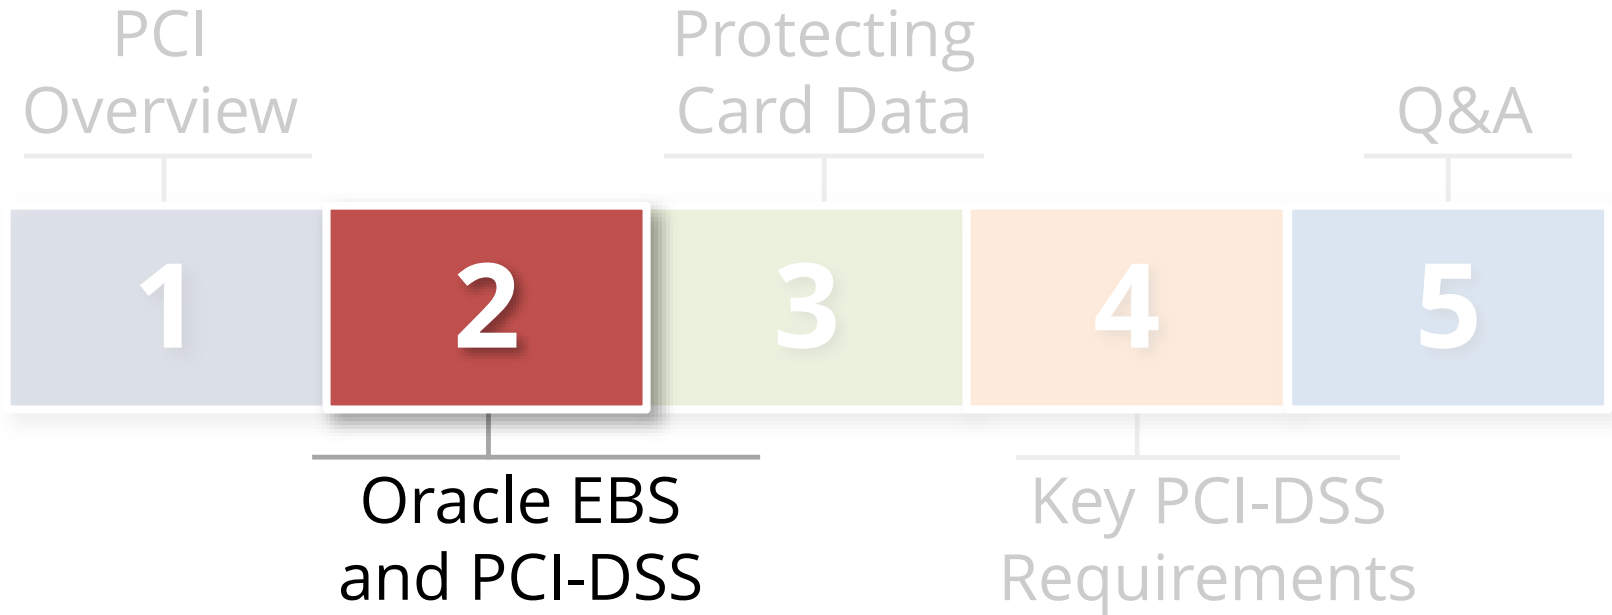 PCI
Overview
Protecting
Card Data
Q&A
1
2
3
4
5
Oracle EBS
and PCI-DSS
Key PCI-DSS
Requirements